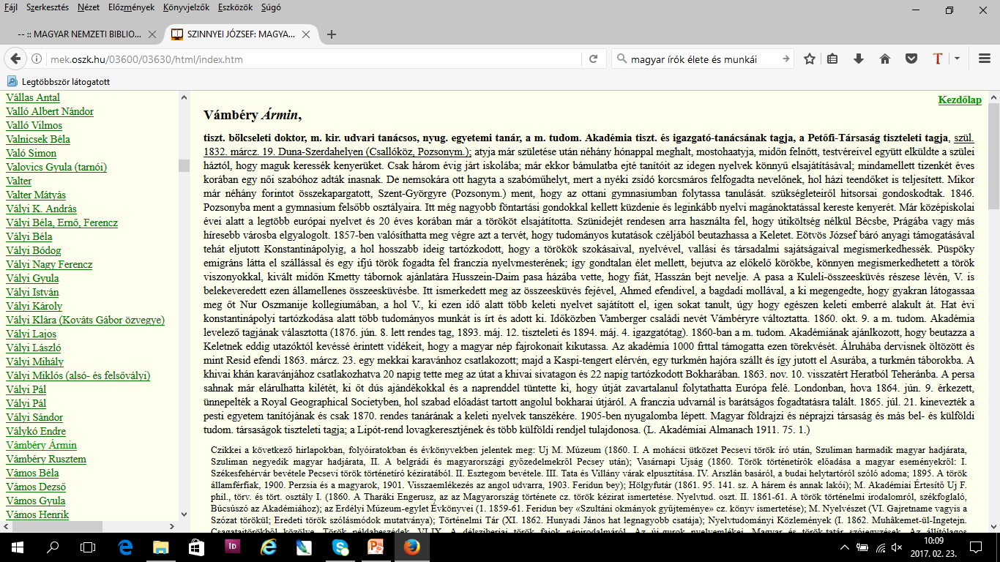 Fájl Szerkesztés Nézet Előzmények Könyvjelzők Eszközök Súgó
-- :: MAGYAR NEMZETI BIBLIO...
SZINNYEI JÓZSEF: MAGYA...
mek.oszk.hu/03600/03630/html/index.htm
magyar írók élete és munkái
Legtöbbször látogatott
Vállas Antal
Valló Albert Nándor
Valló Vilmos
Valnicsek Béla
Való Simon
Valovics Gyula (tarnói)
Valter
Valter Mátyás
Vályi K. András
Vályi Béla, Ernő, Ferencz
Vályi Béla
Vályi Bódog
Vályi Nagy Ferencz
Vályi Gyula
Vályi István
Vályi Károly
Vályi Klára (Kováts Gábor özvegye)
Vályi Lajos
Vályi László
Vályi Mihály
Vályi Miklós (alsó- és felsővályi)
Vályi Pál
Vályi Pál
Vályi Sándor
Válykó Endre
Vámbéry Ármin
Vámbéry Rusztem
Vámos Béla
Vámos Dezső
Vámos Gyula
Vámos Henrik
Kezdőlap
Vámbéry Ármin,
tiszt. bölcseleti doktor, m. kir. udvari tanácsos, nyug. egyetemi tanár, a m. tudom. Akadémia tiszt. és igazgató-tanácsának tagja, a Petőfi-Társaság tiszteleti tagja, szül.
1832. márcz. 19. Duna-Szerdahelyen (Csallóköz, Pozsonym.); atyja már születése után néhány hónappal meghalt, mostohaatyja, midőn felnőtt, testvéreivel együtt elküldte a szülei
háztól, hogy maguk keressék kenyerüket. Csak három évig járt iskolába; már ekkor bámulatba ejté tanítóit az idegen nyelvek könnyű elsajátításával; mindamellett tizenkét éves
korában egy női szabóhoz adták inasnak. De nemsokára ott hagyta a szabóműhelyt, mert a nyéki zsidó korcsmáros felfogadta nevelőnek, hol házi teendőket is teljesített. Mikor
már néhány forintot összekapargatott, Szent-Györgyre (Pozsonym.) ment, hogy az ottani gymnasiumban folytassa tanulását. szükségleteiről hitsorsai gondoskodtak. 1846.
Pozsonyba ment a gymnasium felsőbb osztályaira. Itt még nagyobb föntartási gondokkal kellett küzdenie és leginkább nyelvi magánoktatással kereste kenyerét. Már középiskolai
évei alatt a legtöbb európai nyelvet és 20 éves korában már a törököt elsajátította. Szünidejét rendesen arra használta fel, hogy útiköltség nélkül Bécsbe, Prágába vagy más
híresebb városba elgyalogolt. 1857-ben valósíthatta meg végre azt a tervét, hogy tudományos kutatások czéljából beutazhassa a Keletet. Eötvös József báró anyagi támogatásával
tehát eljutott Konstantinápolyig, a hol hosszabb ideig tartózkodott, hogy a törökök szokásaival, nyelvével, vallási és társadalmi sajátságaival megismerkedhessék. Püspöky
emigráns látta el szállással és egy ifjú török fogadta fel franczia nyelvmesterének; így gondtalan élet mellett, bejutva az előkelő körökbe, könnyen megismerkedhetett a török
viszonyokkal, kivált midőn Kmetty tábornok ajánlatára Husszein-Daim pasa házába vette, hogy fiát, Hasszán bejt nevelje. A pasa a Kuleli-összeesküvés részese lévén, V. is
belekeveredett ezen államellenes összeesküvésbe. Itt ismerkedett meg az összeesküvés fejével, Ahmed efendivel, a bagdadi mollával, a ki megengedte, hogy gyakran látogassa
meg őt Nur Oszmanije kollegiumában, a hol V., ki ezen idő alatt több keleti nyelvet sajátított el, igen sokat tanult, úgy hogy egészen keleti emberré alakult át. Hat évi
konstantinápolyi tartózkodása alatt több tudományos munkát is írt és adott ki. Időközben Vamberger családi nevét Vámbéryre változtatta. 1860. okt. 9. a m. tudom. Akadémia
levelező tagjának választotta (1876. jún. 8. lett rendes tag, 1893. máj. 12. tiszteleti és 1894. máj. 4. igazgatótag). 1860-ban a m. tudom. Akadémiának ajánlkozott, hogy beutazza a
Keletnek eddig utazóktól kevéssé érintett vidékeit, hogy a magyar nép fajrokonait kikutassa. Az akadémia 1000 frttal támogatta ezen törekvését. Álruhába dervisnek öltözött és
mint Resid efendi 1863. márcz. 23. egy mekkai karavánhoz csatlakozott; majd a Kaspi-tengert elérvén, egy turkmén hajóra szállt és így jutott el Asurába, a turkmén táborokba. A
khivai khán karavánjához csatlakozhatva 20 napig tette meg az útat a khivai sivatagon és 22 napig tartózkodott Bokharában. 1863. nov. 10. visszatért Heratból Teheránba. A persa
sahnak már elárulhatta kilétét, ki őt dús ajándékokkal és a naprenddel tüntette ki, hogy útját zavartalanul folytathatta Európa felé. Londonban, hova 1864. jún. 9. érkezett,
ünnepelték a Royal Geographical Societyben, hol szabad előadást tartott angolul bokharai útjáról. A franczia udvarnál is barátságos fogadtatásra talált. 1865. júl. 21. kinevezték a
pesti egyetem tanítójának és csak 1870. rendes tanárának a keleti nyelvek tanszékére. 1905-ben nyugalomba lépett. Magyar földrajzi és néprajzi társaság és más bel- és külföldi
tudom. társaságok tiszteleti tagja; a Lipót-rend lovagkeresztjének és több külföldi rendjel tulajdonosa. (L. Akadémiai Almanach 1911. 75. 1.)
Czikkei a következő hirlapokban, folyóiratokban és évkönyvekben jelentek meg: Uj M. Múzeum (1860. I. A mohácsi ütközet Pecsevi török író után, Szuliman harmadik magyar hadjárata,
Szuliman negyedik magyar hadjárata, II. A belgrádi és magyarországi győzedelmekről Pecsey után); Vasárnapi Ujság (1860. Török történetírók előadása a magyar eseményekről: I.
Székesfehérvár bevétele Pecsevi török történetíró kéziratából. II. Esztegom bevétele. III. Tata és Villány várak elpusztítása. IV. Arszlán basáról, a budai helytartóról szóló adoma; 1895. A török
államférfiak, 1900. Perzsia és a magyarok, 1901. Visszaemlékezés az angol udvarra, 1903. Feridun bey); Hölgyfutár (1861. 95. 141. sz. A hárem és annak lakói); M. Akadémiai Értesítő Uj F.
phil., törv. és tört. osztály I. (1860. A Tharáki Engerusz, az az Magyarország története cz. török kézirat ismertetése. Nyelvtud. oszt. II. 1861-61. A török történelmi irodalomról, székfoglaló,
Búcsúszó az Akadémiához); az Erdélyi Múzeum-egylet Évkönyvei (1. 1859-61. Feridun bey «Szultáni okmányok gyűjteménye» cz. könyv ismertetése); M. Nyelvészet (VI. Gajretname vagyis a
Szózat törökül; Eredeti török szólásmódok mutatványa); Történelmi Tár (XI. 1862. Hunyadi János hat legnagyobb csatája); Nyelvtudományi Közlemények (I. 1862. Muhâkemet-ül-Ingetejn.
10:09
2017. 02. 23.